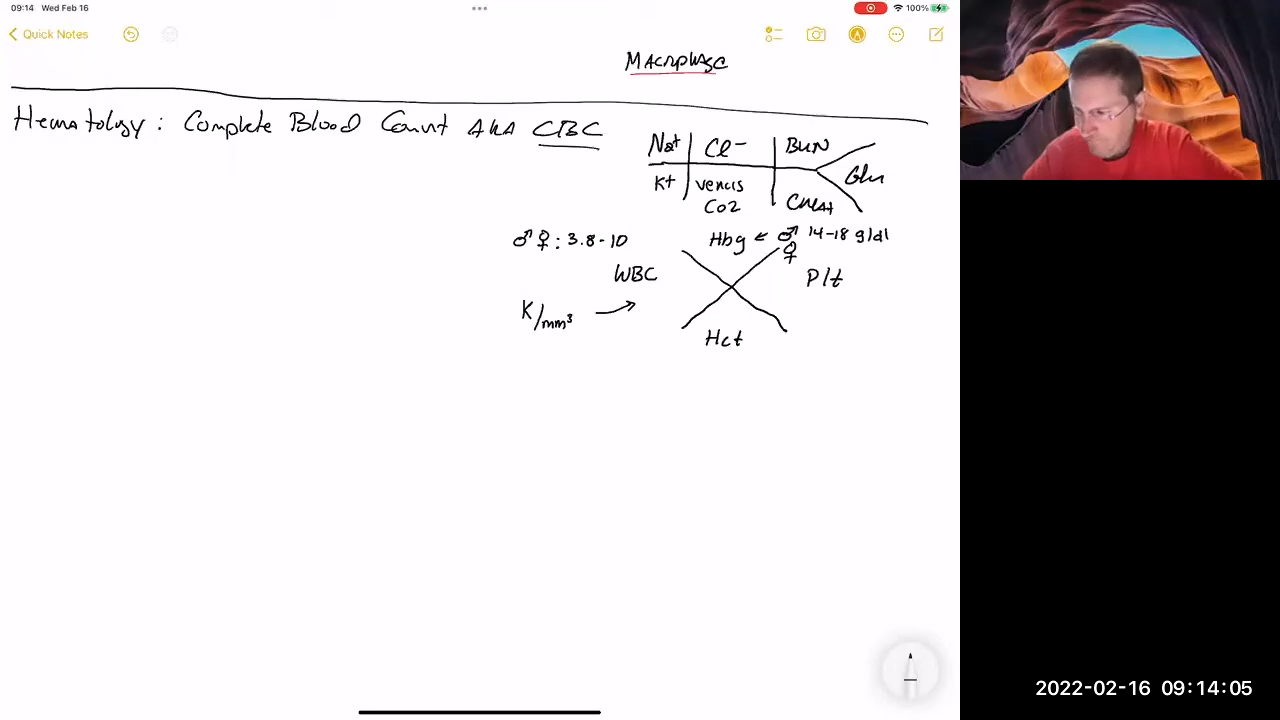 09:14 Wed Feb 16
100%
Quick Notes
Macrophage
Hematology: Complete Blood Count AKA CBC
Na+ Cl- BUN
K+ venous Glu
CO2 Creat
♂ ♀: 3.8-10 Hbg ← ♂ 14-18 g/dl
♀
WBC Plt
K/mm³ →
Hct
2022-02-16 09:14:05